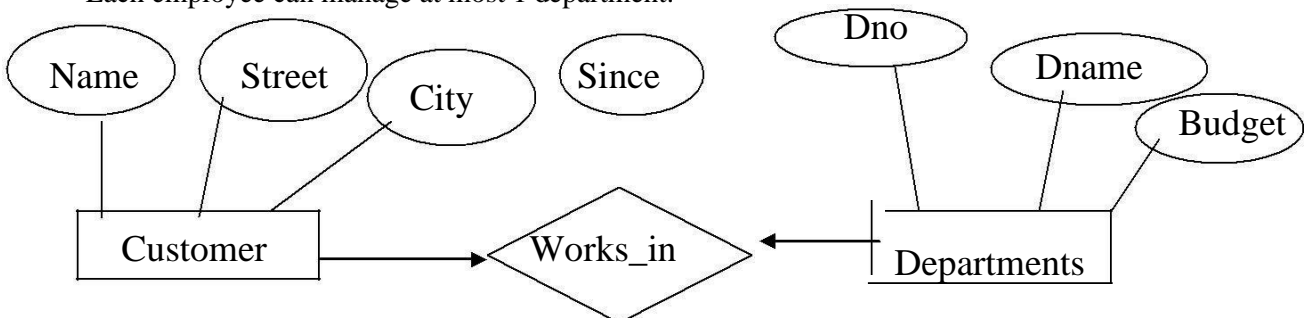 Each employee can manage at most 1 department.
Dno
Name
Street
City
Since
Dname
Budget
Customer
Works_in
Departments